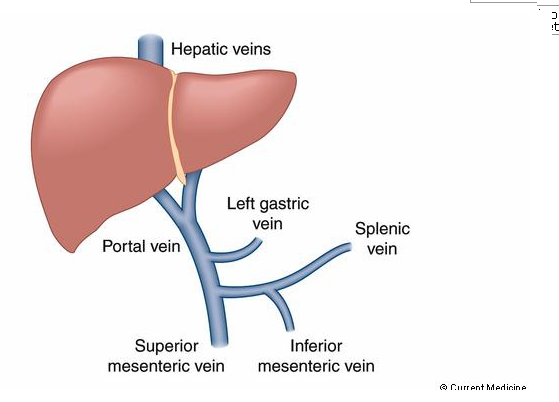 Hepatic veins
Left gastric
vein
Splenic
vein
Portal vein
Superior
mesenteric vein
Inferior
mesenteric vein
© Current Medicine